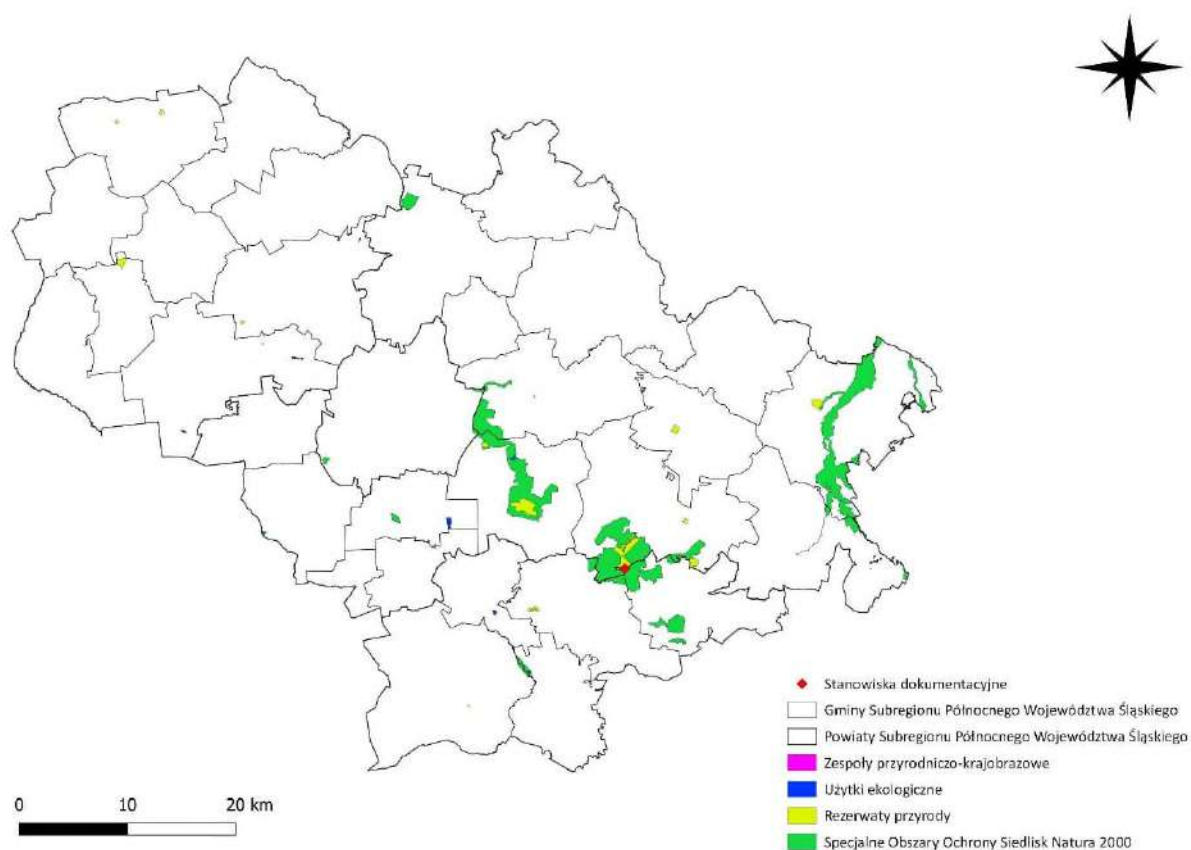 Stanowiska dokumentacyjne
Gminy Subregionu Północnego Województwa Śląskiego
Powiaty Subregionu Północnego Województwa Śląskiego
Zespoły przyrodniczo-krajobrazowe
Użytki ekologiczne
Rezerwaty przyrody
Specjalne Obszary Ochrony Siedlisk Natura 2000
0 10 20 km